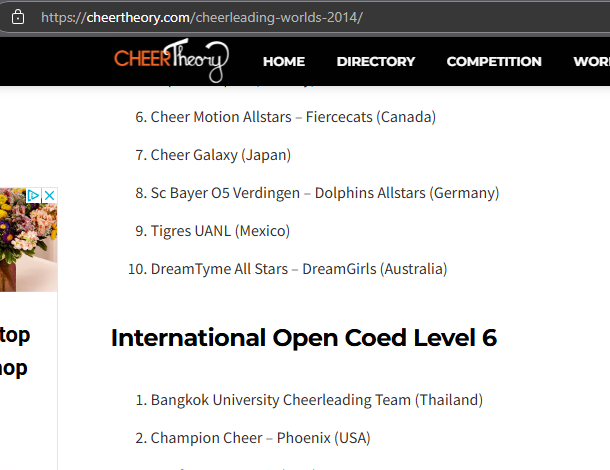 https://cheertheory.com/cheerleading-worlds-2014/
CHEERTheory HOME DIRECTORY COMPETITION WOR
6. Cheer Motion Allstars – Fiercecats (Canada)
7. Cheer Galaxy (Japan)
8. Sc Bayer O5 Verdingen – Dolphins Allstars (Germany)
9. Tigres UANL (Mexico)
10. DreamTyme All Stars – DreamGirls (Australia)
top
International Open Coed Level 6
1. Bangkok University Cheerleading Team (Thailand)
2. Champion Cheer – Phoenix (USA)